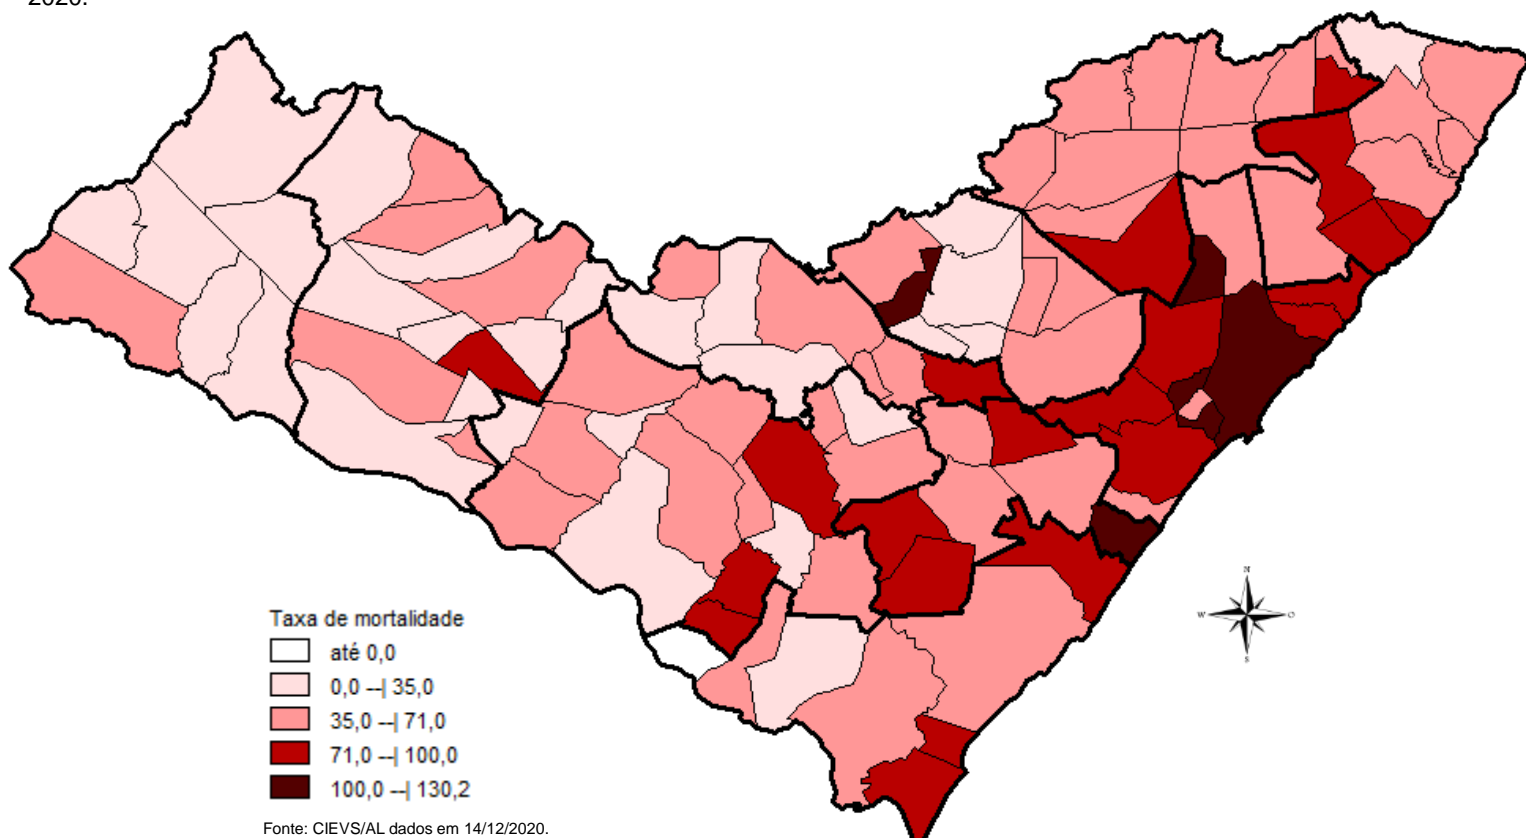 2020.
Taxa de mortalidade
até 0,0
0,0 --| 35,0
35,0 --| 71,0
71,0 --| 100,0
100,0 --| 130,2
Fonte: CIEVS/AL dados em 14/12/2020.
N
W
O
S